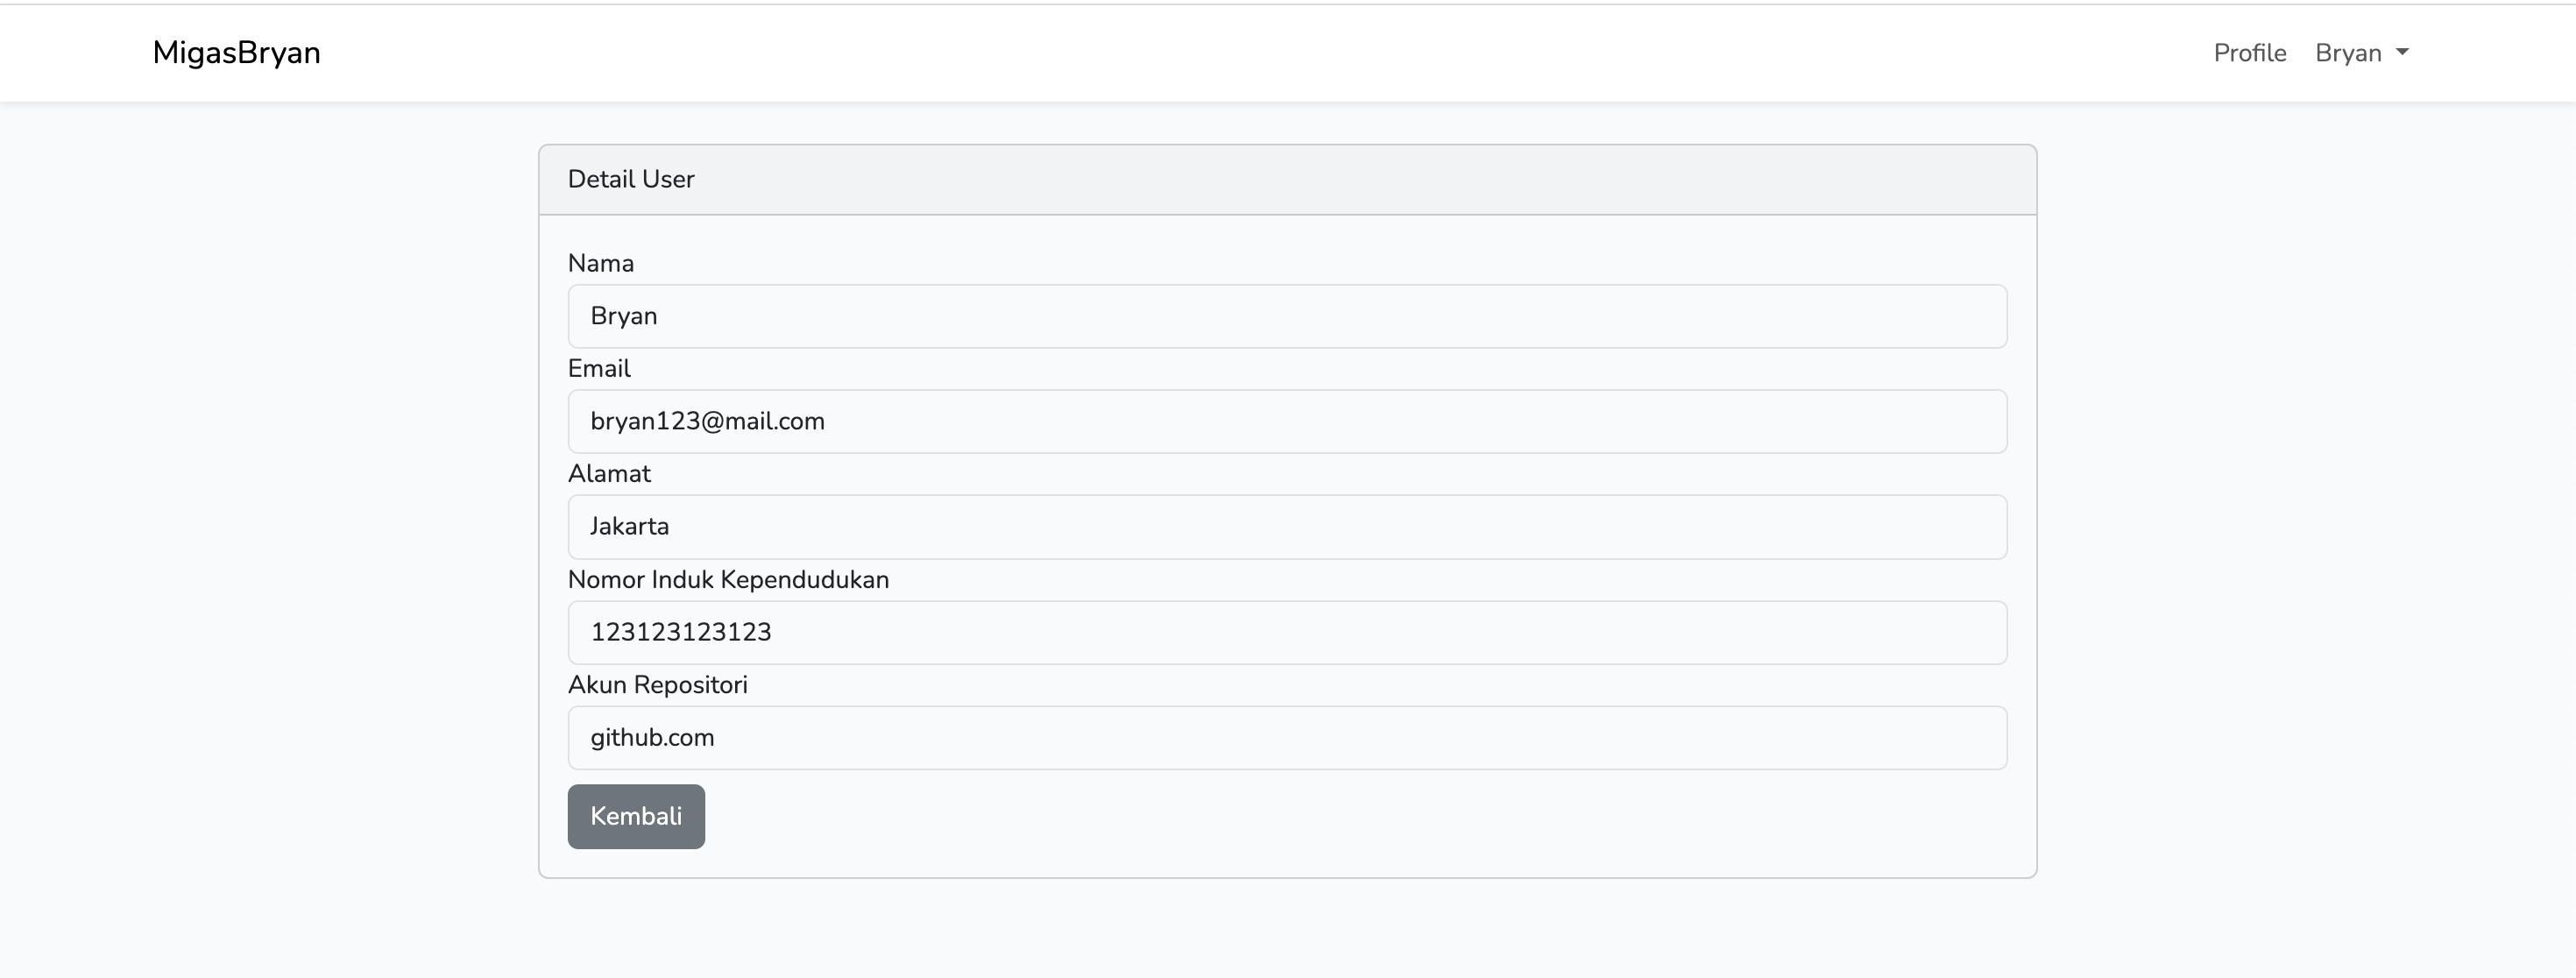 MigasBryan
Profile Bryan
Detail User
Nama
Bryan
Email
bryan123@mail.com
Alamat
Jakarta
Nomor Induk Kependudukan
123123123123
Akun Repositori
github.com
Kembali